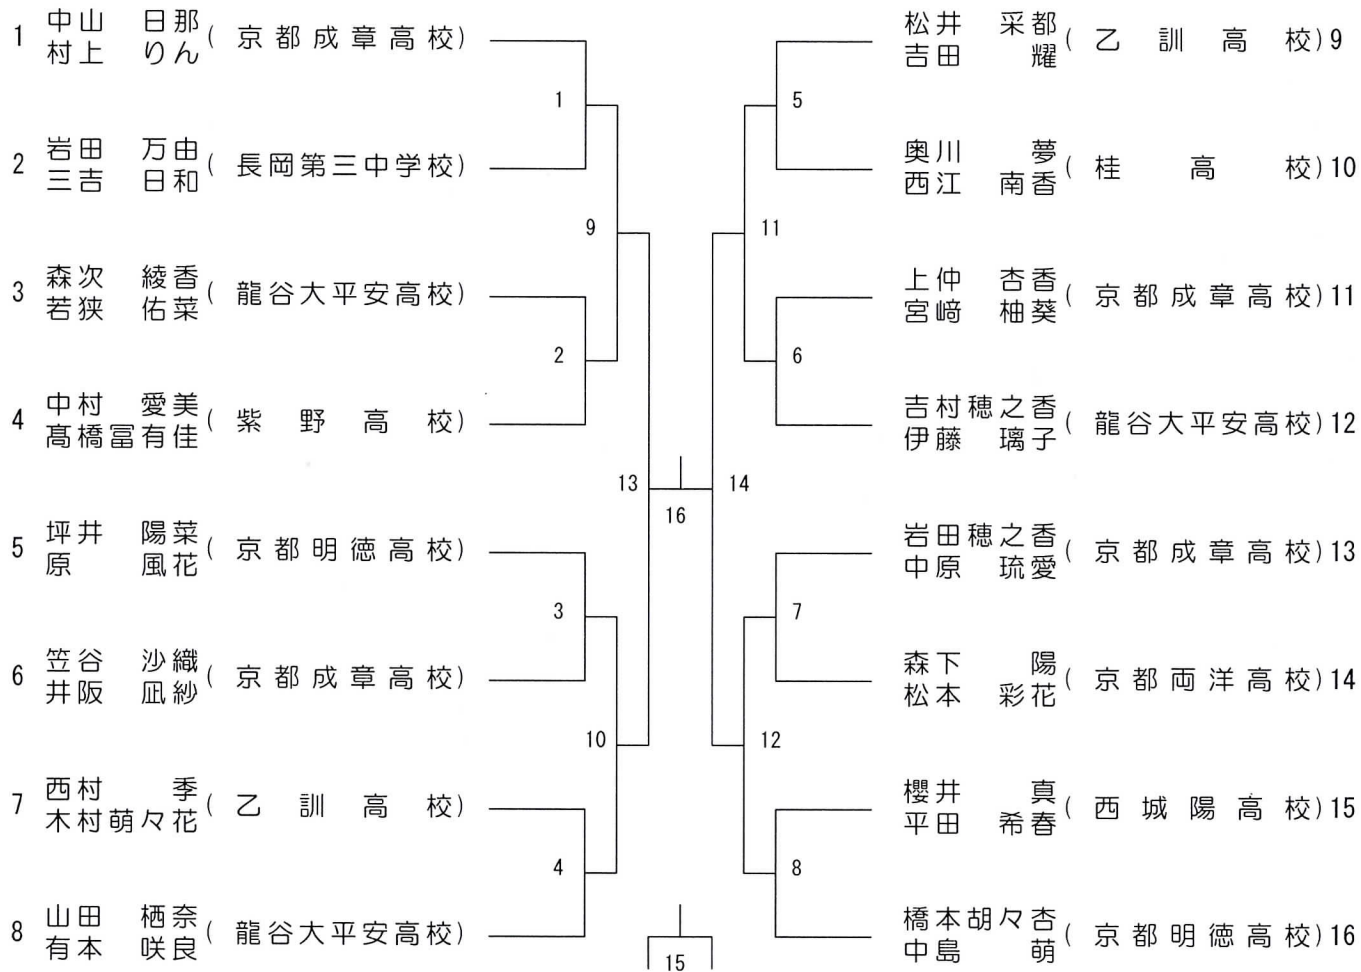 1 中山 日那 村上 りん ( 京都成章高校)
2 岩田 万由 三吉 日和 ( 長岡第三中学校)
3 森次 綾香 若狭 佑菜 ( 龍谷大平安高校)
4 中村 愛美 髙橋冨有佳 ( 紫野高校)
5 坪井 陽菜 原 風花 ( 京都明徳高校)
6 笠谷 沙織 井阪 凪紗 ( 京都成章高校)
7 西村 季 木村萌々花 ( 乙訓高校)
8 山田 栖奈 有本 咲良 ( 龍谷大平安高校)
1
2
3
4
9
10
13
16
15
14
11
12
5
6
7
8
松井 采都 吉田 耀 ( 乙訓高校) 9
奥川 夢 西江 南香 ( 桂高校) 10
上仲 杏香 宮﨑 柚葵 ( 京都成章高校) 11
吉村穂之香 伊藤 璃子 ( 龍谷大平安高校) 12
岩田穂之香 中原 琉愛 ( 京都成章高校) 13
森下 陽 松本 彩花 ( 京都両洋高校) 14
櫻井 真 平田 希春 ( 西城陽高校) 15
橋本胡々杏 中島 萌 ( 京都明徳高校) 16